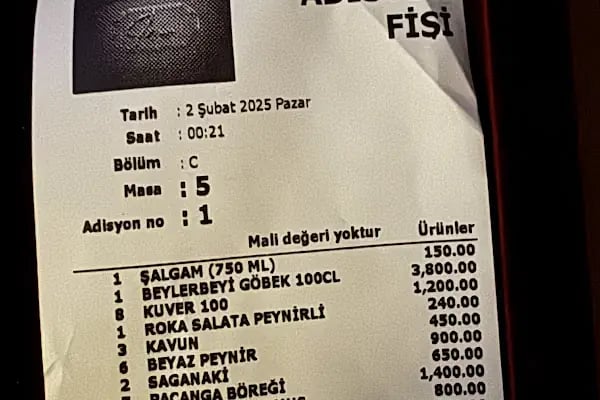 FİŞİ
Tarih : 2 Şubat 2025 Pazar
Saat : 00:21
Bölüm : C
Masa : 5
Adisyon no : 1
Mali değeri yoktur Ürünler
1 ŞALGAM (750 ML) 150.00
1 BEYLERBEYİ GÖBEK 100CL 3,800.00
8 KUVER 100 1,200.00
1 ROKA SALATA PEYNİRLİ 240.00
3 KAVUN 450.00
6 BEYAZ PEYNİR 900.00
2 SAGANAKİ 650.00
PAÇANGA BÖREĞİ 1,400.00
800.00